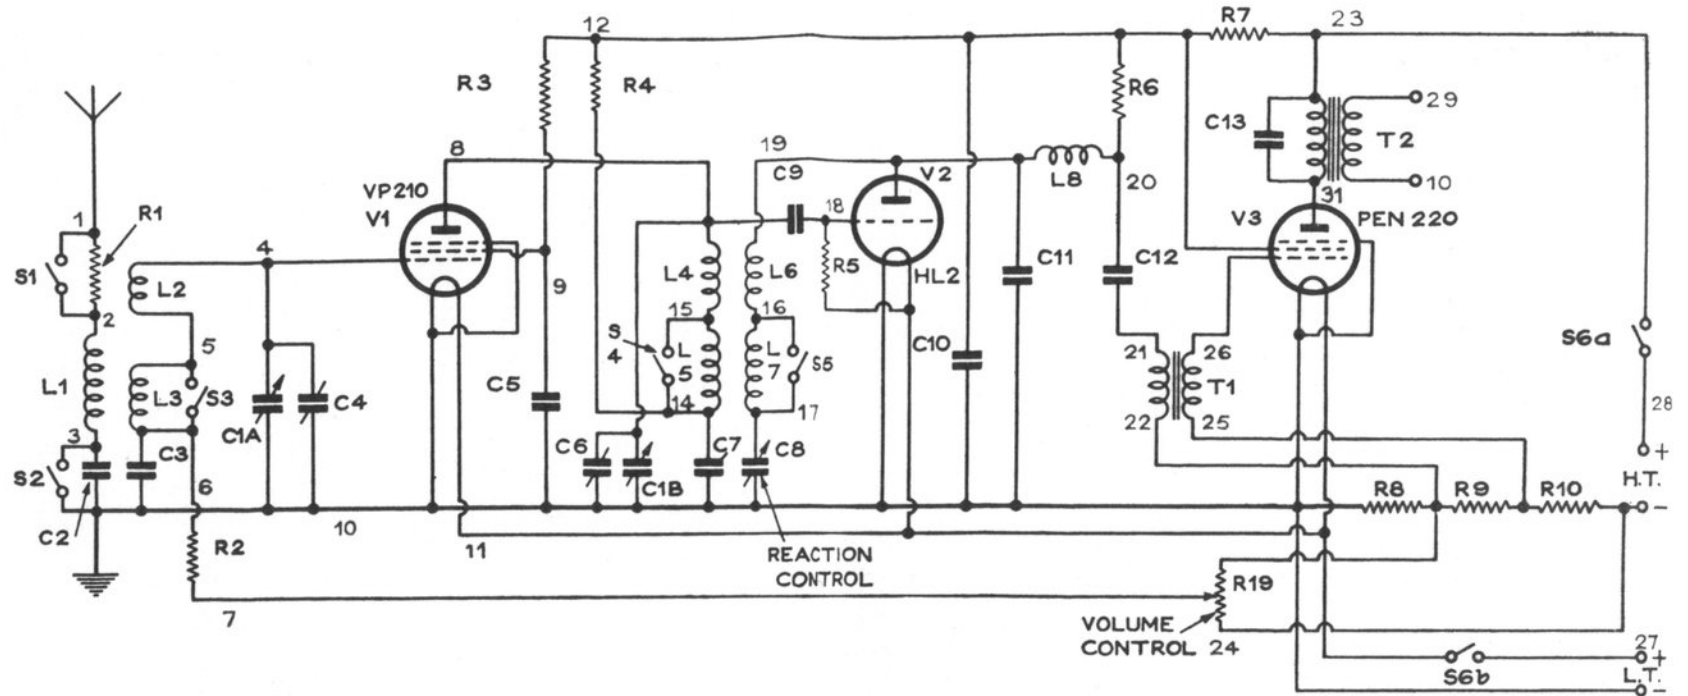 12
R7
23
R3
R4
R6
29
C13
T2
8
19
C9
V2
L8
20
10
VP210
V1
1
R1
18
31
V3
PEN 220
4
S1
L2
9
L4
L6
R5
HL2
C11
C12
2
15
16
S
4
L
5
L
7
S5
C10
S6a
5
21
26
T1
L1
L3
S3
C1A
C4
C5
14
17
22
25
28
+
3
C3
C6
C7
C8
S2
C1B
R8
R9
R10
H.T.
-
6
C2
10
R2
11
REACTION
CONTROL
R19
7
VOLUME
CONTROL 24
27
+
S6b
L.T.
-